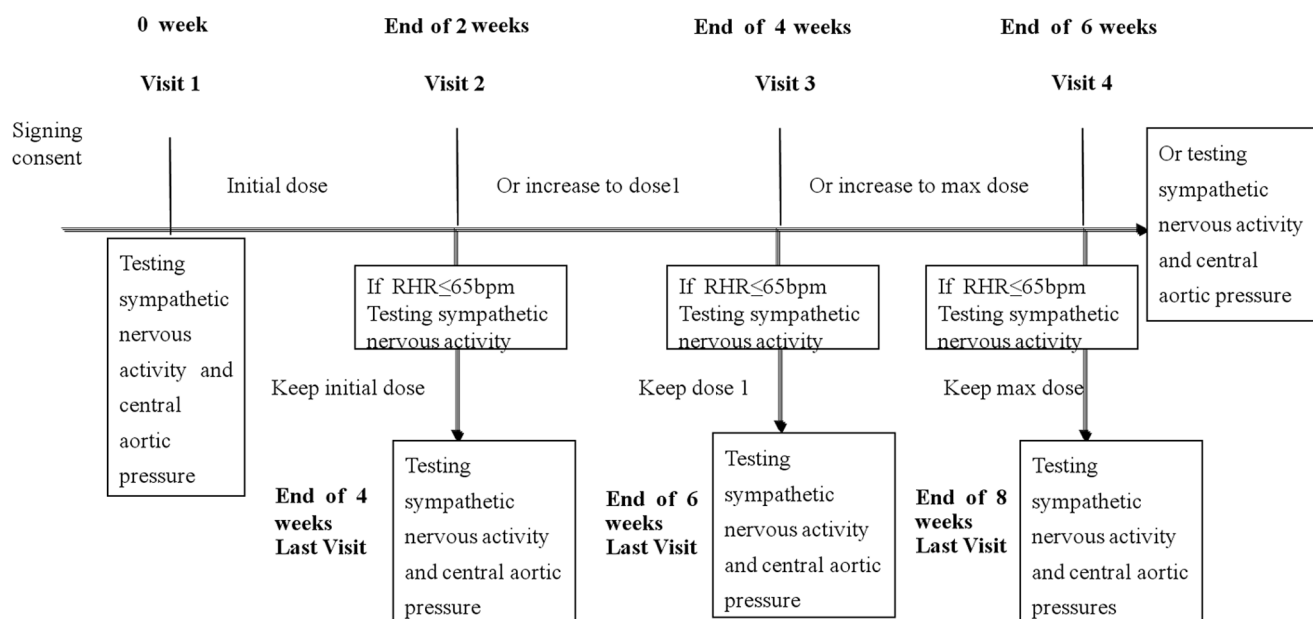 0 week
End of 2 weeks
End of 4 weeks
End of 6 weeks
Visit 1
Visit 2
Visit 3
Visit 4
Signing
consent
Initial dose
Or increase to dose1
Or increase to max dose
Or testing
sympathetic
nervous activity
and central
aortic pressure
Testing
sympathetic
nervous
activity and
central
aortic
pressure
If RHR≤65bpm
Testing sympathetic
nervous activity
If RHR≤65bpm
Testing sympathetic
nervous activity
If RHR≤65bpm
Testing sympathetic
nervous activity
Keep initial dose
Keep dose 1
Keep max dose
End of 4
weeks
Last Visit
Testing
sympathetic
nervous activity
and central aortic
pressure
End of 6
weeks
Last Visit
Testing
sympathetic
nervous activity
and central aortic
pressure
End of 8
weeks
Last Visit
Testing
sympathetic
nervous activity
and central aortic
pressures